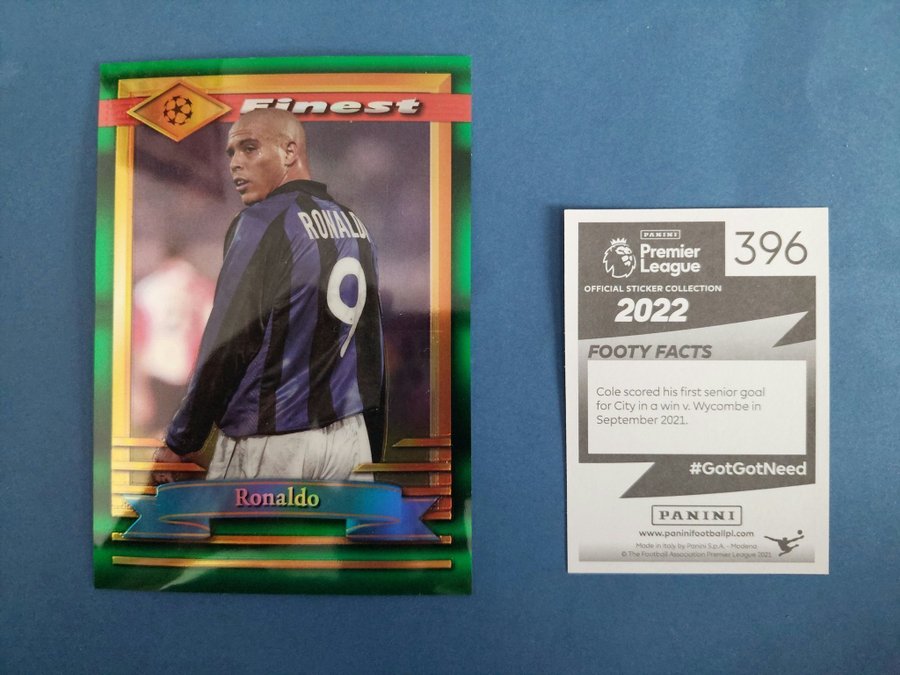 Finest
RONALDO
9
Ronaldo
PANINI
Premier
League
396
OFFICIAL STICKER COLLECTION
2022
FOOTY FACTS
Cole scored his first senior goal
for City in a win v. Wycombe in
September 2021.
#GotGotNeed
PANINI
www.paninifootballpl.com
Made in Italy by Panini S.p.A. - Modena
© The Football Association Premier League 2021